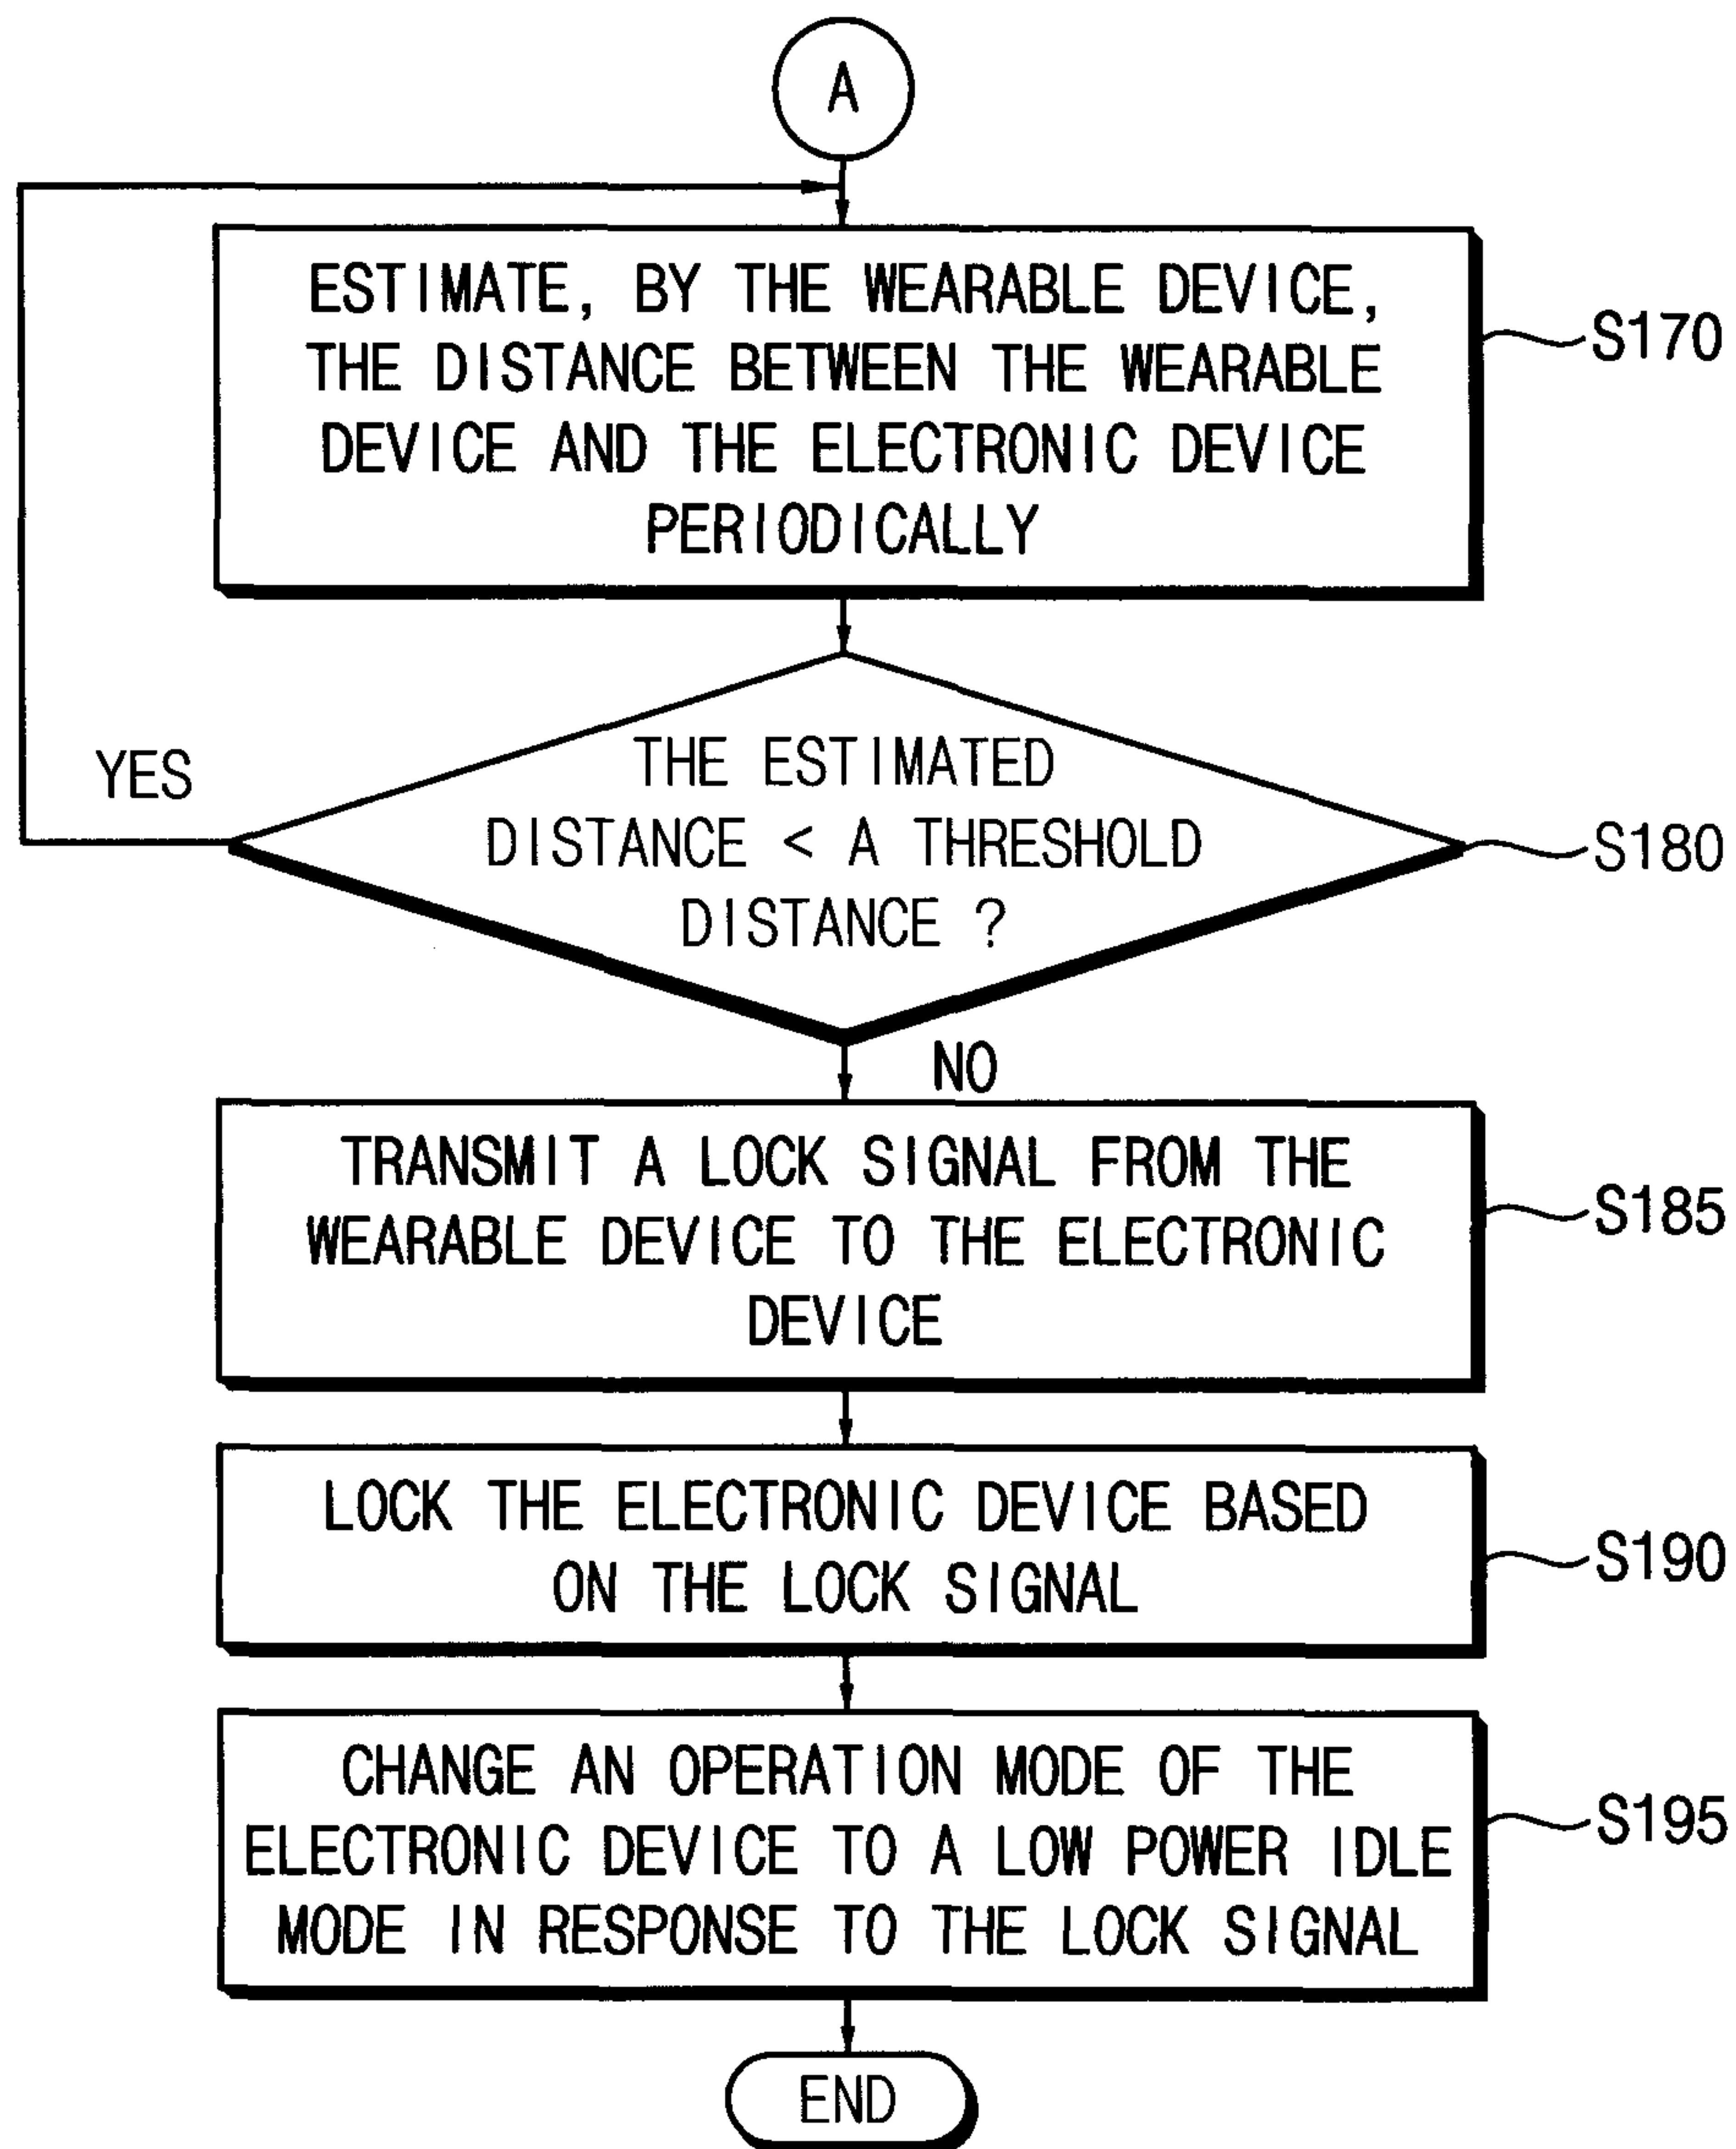 A
ESTIMATE, BY THE WEARABLE DEVICE,
THE DISTANCE BETWEEN THE WEARABLE
DEVICE AND THE ELECTRONIC DEVICE
PERIODICALLY
S170
YES
THE ESTIMATED
DISTANCE < A THRESHOLD
DISTANCE ?
S180
NO
TRANSMIT A LOCK SIGNAL FROM THE
WEARABLE DEVICE TO THE ELECTRONIC
DEVICE
S185
LOCK THE ELECTRONIC DEVICE BASED
ON THE LOCK SIGNAL
S190
CHANGE AN OPERATION MODE OF THE
ELECTRONIC DEVICE TO A LOW POWER IDLE
MODE IN RESPONSE TO THE LOCK SIGNAL
S195
END